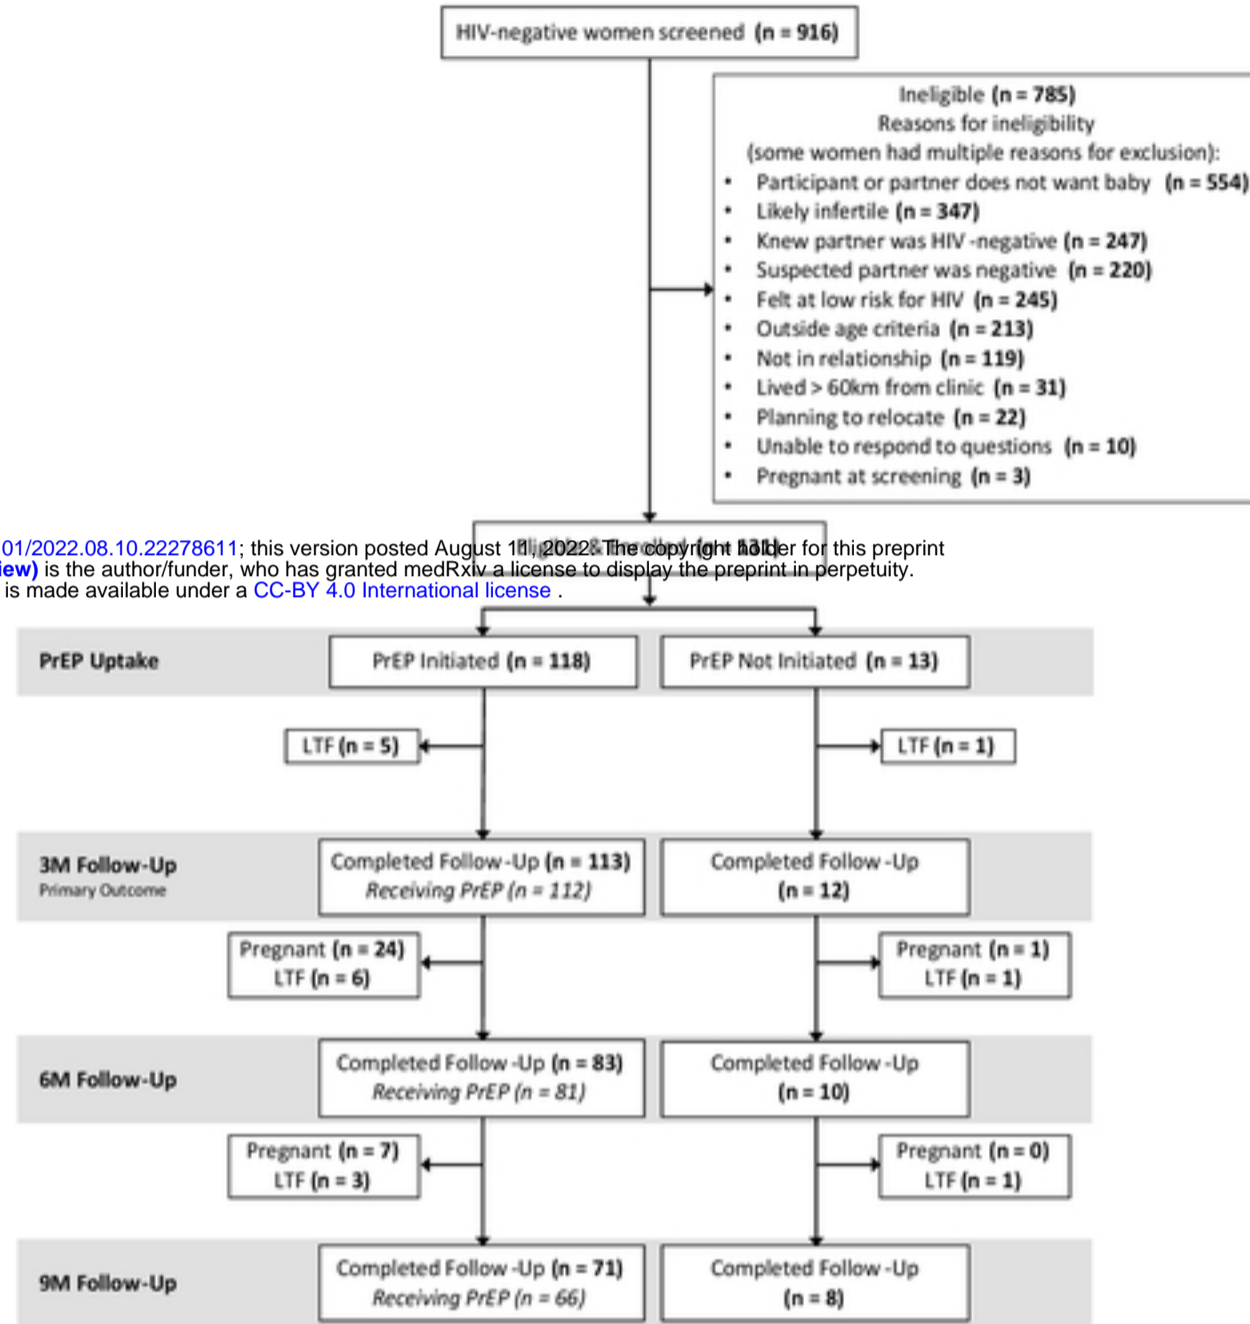 HIV-negative women screened (n = 916)
Ineligible (n = 785)
Reasons for ineligibility
(some women had multiple reasons for exclusion):
• Participant or partner does not want baby (n = 554)
• Likely infertile (n = 347)
• Knew partner was HIV -negative (n = 247)
• Suspected partner was negative (n = 220)
• Felt at low risk for HIV (n = 245)
• Outside age criteria (n = 213)
• Not in relationship (n = 119)
• Lived > 60km from clinic (n = 31)
• Planning to relocate (n = 22)
• Unable to respond to questions (n = 10)
• Pregnant at screening (n = 3)
Eligible & Enrolled (n = 131)
01/2022.08.10.22278611; this version posted August 11, 2022. The copyright holder for this preprint
iew) is the author/funder, who has granted medRxiv a license to display the preprint in perpetuity.
is made available under a CC-BY 4.0 International license .
PrEP Uptake
PrEP Initiated (n = 118)
PrEP Not Initiated (n = 13)
LTF (n = 5)
LTF (n = 1)
3M Follow-Up
Primary Outcome
Completed Follow-Up (n = 113)
Receiving PrEP (n = 112)
Completed Follow -Up
(n = 12)
Pregnant (n = 24)
LTF (n = 6)
Pregnant (n = 1)
LTF (n = 1)
6M Follow-Up
Completed Follow -Up (n = 83)
Receiving PrEP (n = 81)
Completed Follow -Up
(n = 10)
Pregnant (n = 7)
LTF (n = 3)
Pregnant (n = 0)
LTF (n = 1)
9M Follow-Up
Completed Follow -Up (n = 71)
Receiving PrEP (n = 66)
Completed Follow -Up
(n = 8)